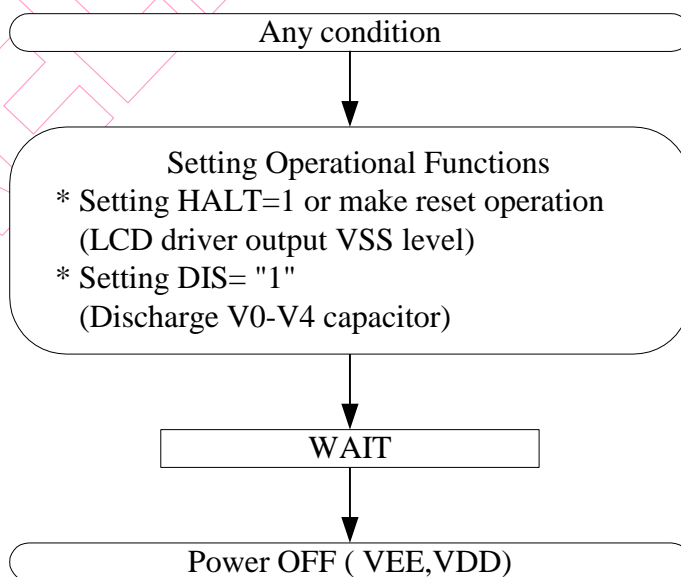 Any condition
Setting Operational Functions
* Setting HALT=1 or make reset operation
(LCD driver output VSS level)
* Setting DIS= "1"
(Discharge V0-V4 capacitor)
WAIT
Power OFF ( VEE,VDD)